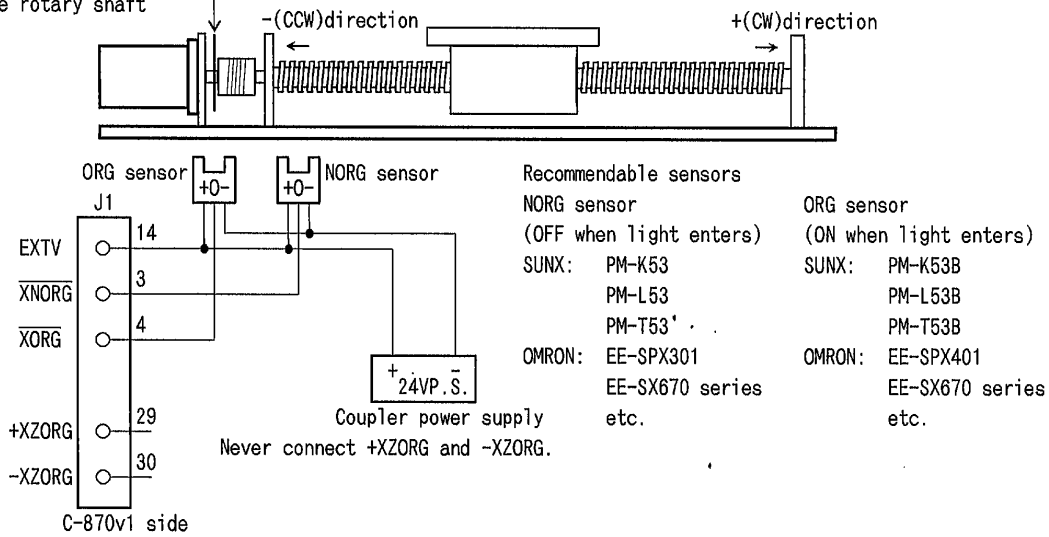 e rotary shaft
-(CCW)direction
+(CW)direction
ORG sensor
+O-
+O-
NORG sensor
J1
EXTV
14
XNORG
3
XORG
4
+24VP.S.-
Coupler power supply
Never connect +XZORG and -XZORG.
+XZORG
29
-XZORG
30
C-870v1 side
Recommendable sensors
NORG sensor
(OFF when light enters)
SUNX: PM-K53
PM-L53
PM-T53
OMRON: EE-SPX301
EE-SX670 series
etc.
ORG sensor
(ON when light enters)
SUNX: PM-K53B
PM-L53B
PM-T53B
OMRON: EE-SPX401
EE-SX670 series
etc.